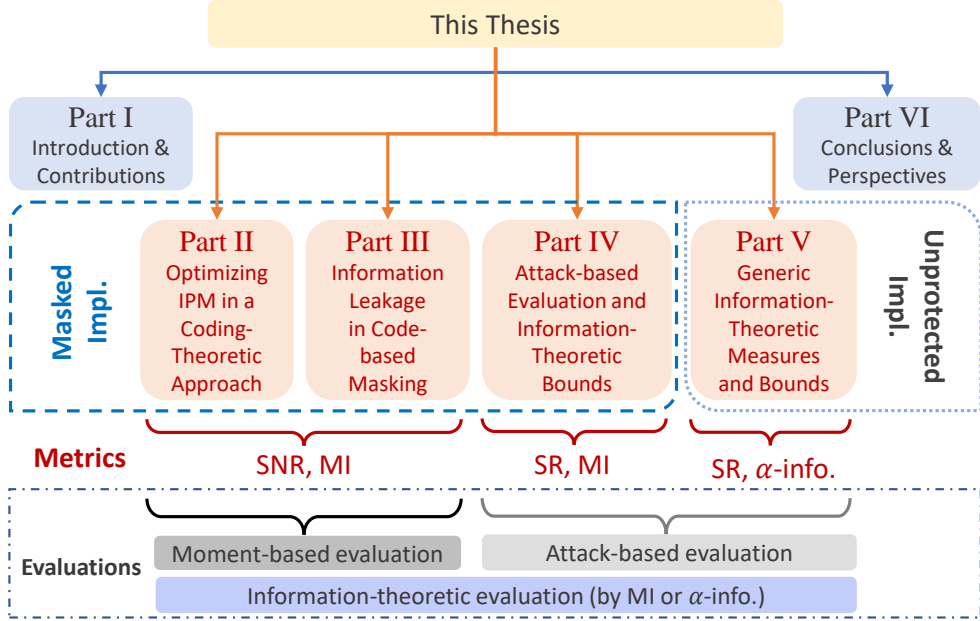 This Thesis
Part I
Introduction &
Contributions
Part VI
Conclusions &
Perspectives
Masked
Impl.
Part II
Optimizing
IPM in a
Coding-
Theoretic
Approach
Part III
Information
Leakage
in Code-
based
Masking
Part IV
Attack-based
Evaluation and
Information-
Theoretic
Bounds
Part V
Generic
Information-
Theoretic
Measures
and Bounds
Unprotected
Impl.
Metrics
SNR, MI
SR, MI
SR, α-info.
Evaluations
Moment-based evaluation
Attack-based evaluation
Information-theoretic evaluation (by MI or α-info.)